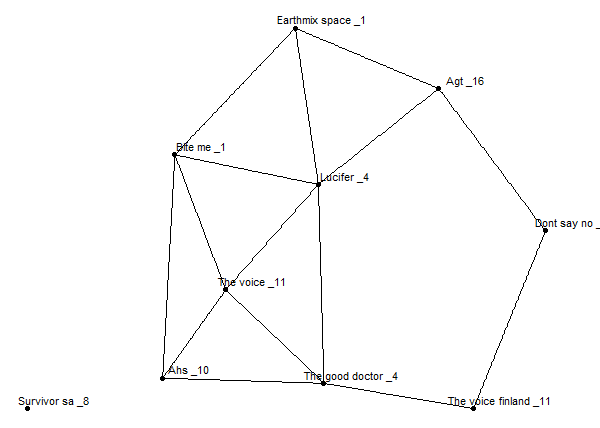 Earthmix space _1
Agt _16
Bite me _1
Lucifer _4
Dont say no _
The voice _11
Ahs _10
The good doctor _4
Survivor sa _8
The voice finland _11